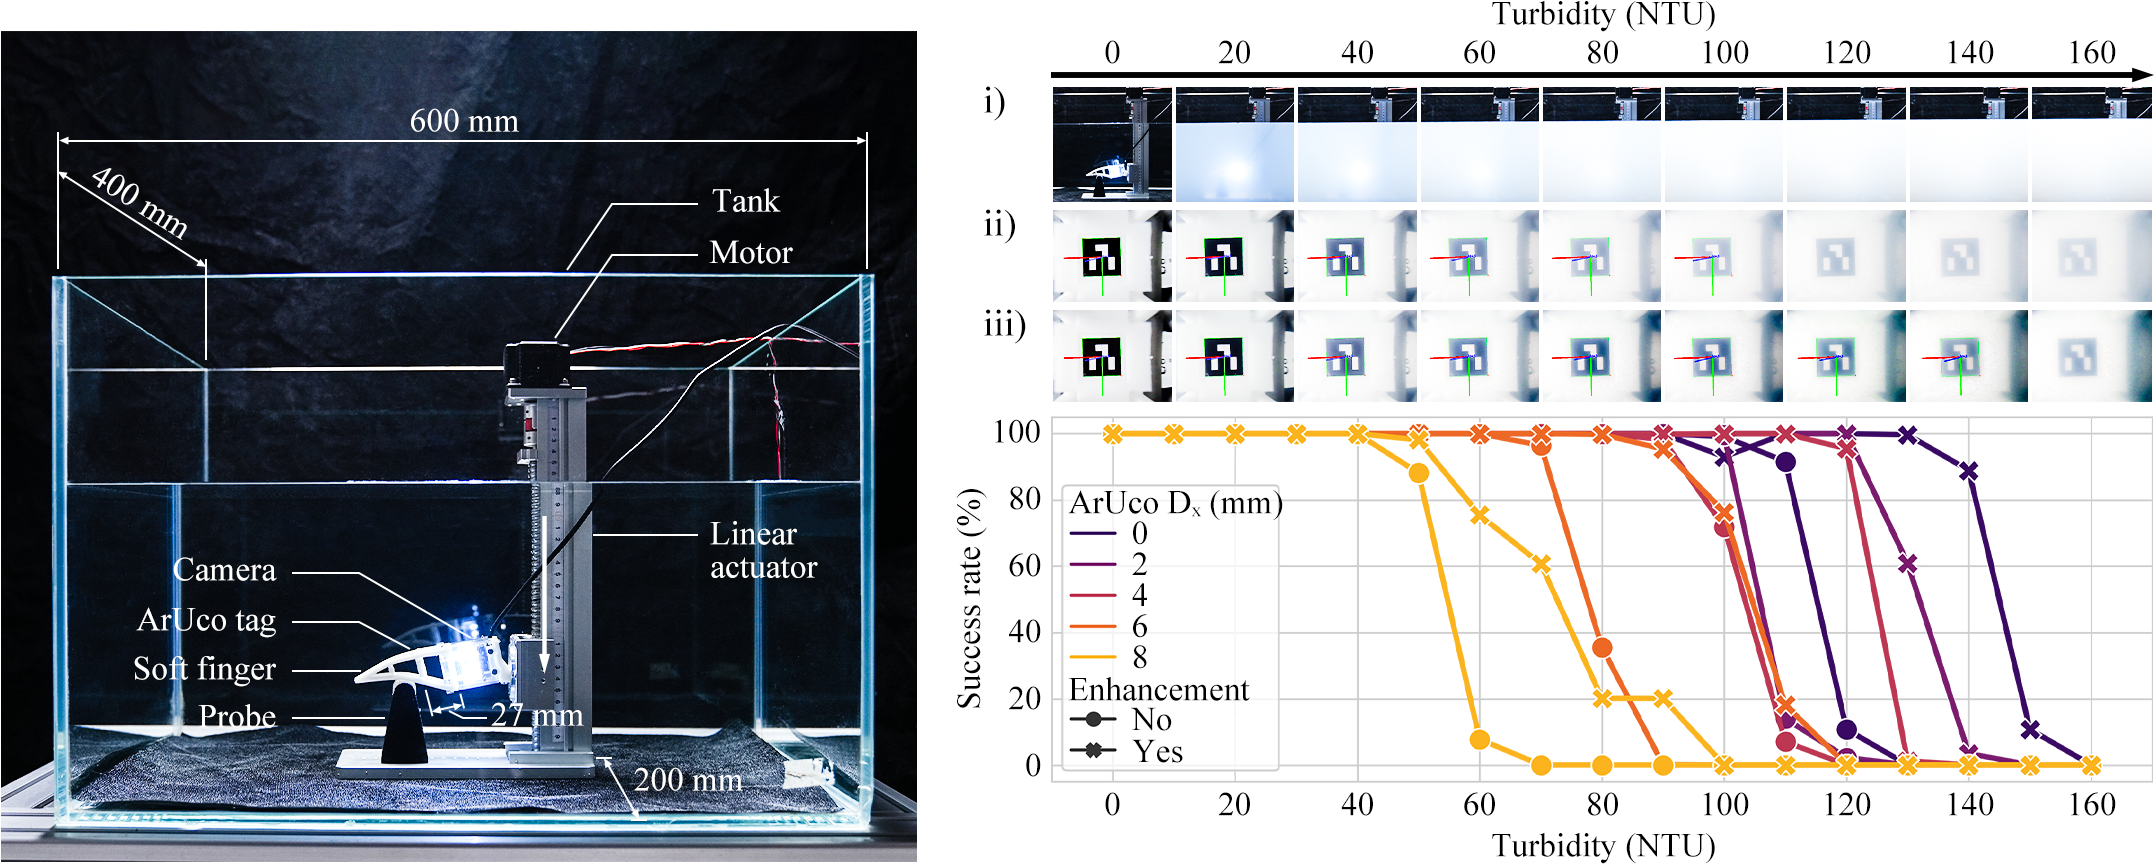 600 mm
400 mm
Tank
Motor
Linear
actuator
Camera
ArUco tag
Soft finger
Probe
27 mm
200 mm
Turbidity (NTU)
0 20 40 60 80 100 120 140 160
i)
ii)
iii)
100
80
60
40
20
0
Success rate (%)
ArUco Dₓ (mm)
0
2
4
6
8
Enhancement
No
Yes
0 20 40 60 80 100 120 140 160
Turbidity (NTU)